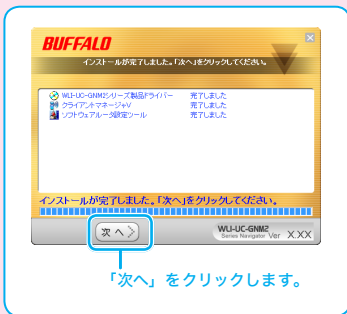 BUFFALO
インストールが完了しました。「次へ」をクリックしてください。
WLI-UC-GNM2シリーズ製品ドライバー 完了しました
クライアントマネージャV 完了しました
ソフトウェアルータ設定ツール 完了しました
インストールが完了しました。「次へ」をクリックしてください。
次へ
WLI-UC-GNM2
Series Navigator Ver X.XX
「次へ」をクリックします。